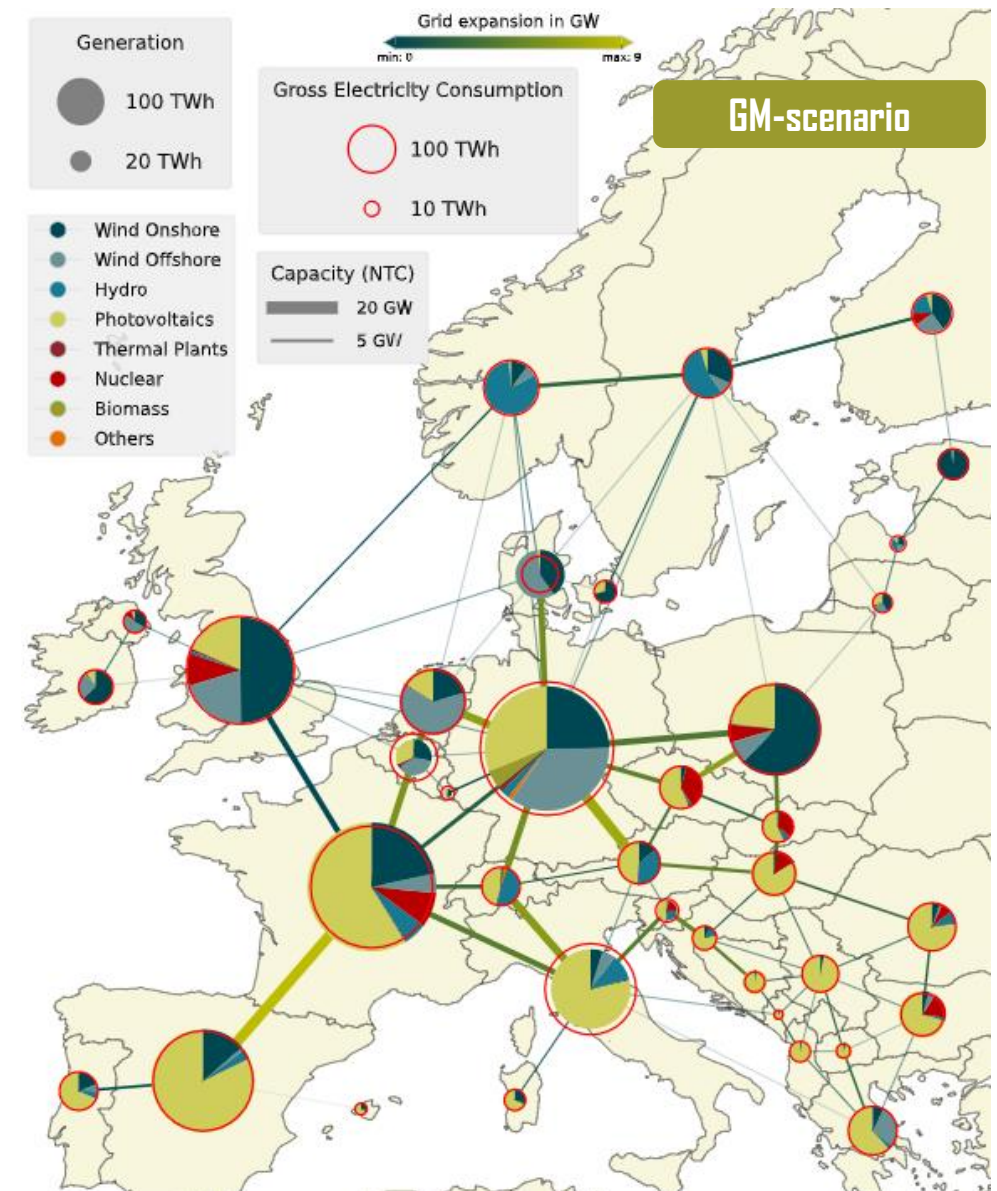 Grid expansion in GW
min: 0
max: 9
Generation
100 TWh
20 TWh
Gross Electricity Consumption
100 TWh
10 TWh
GM-scenario
Wind Onshore
Wind Offshore
Hydro
Photovoltaics
Thermal Plants
Nuclear
Biomass
Others
Capacity (NTC)
20 GW
5 GW